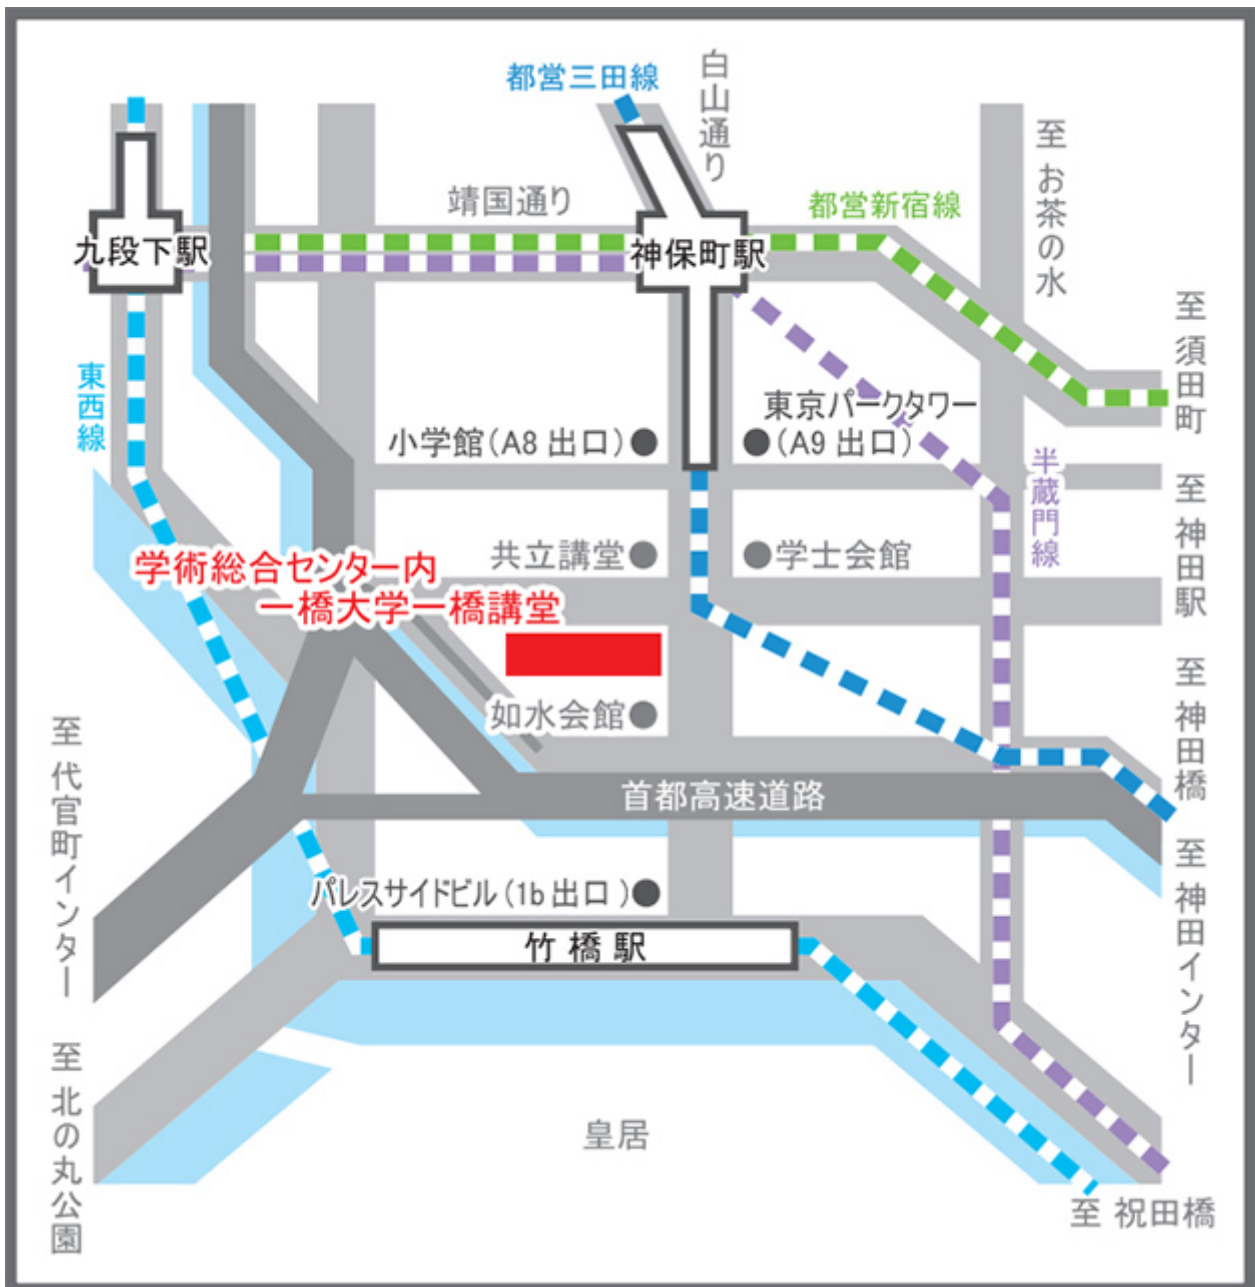 都営三田線
白山通り
至 お茶の水
靖国通り
都営新宿線
九段下駅
神保町駅
至 須田町
東西線
東京パークタワー
小学館（A8 出口）
（A9 出口）
半蔵門線
至 神田駅
共立講堂
学士会館
学術総合センター内
一橋大学一橋講堂
至 神田橋
如水会館
至 代官町インター
首都高速道路
至 神田インター
パレスサイドビル（1b 出口）
竹橋駅
至 北の丸公園
皇居
至 祝田橋